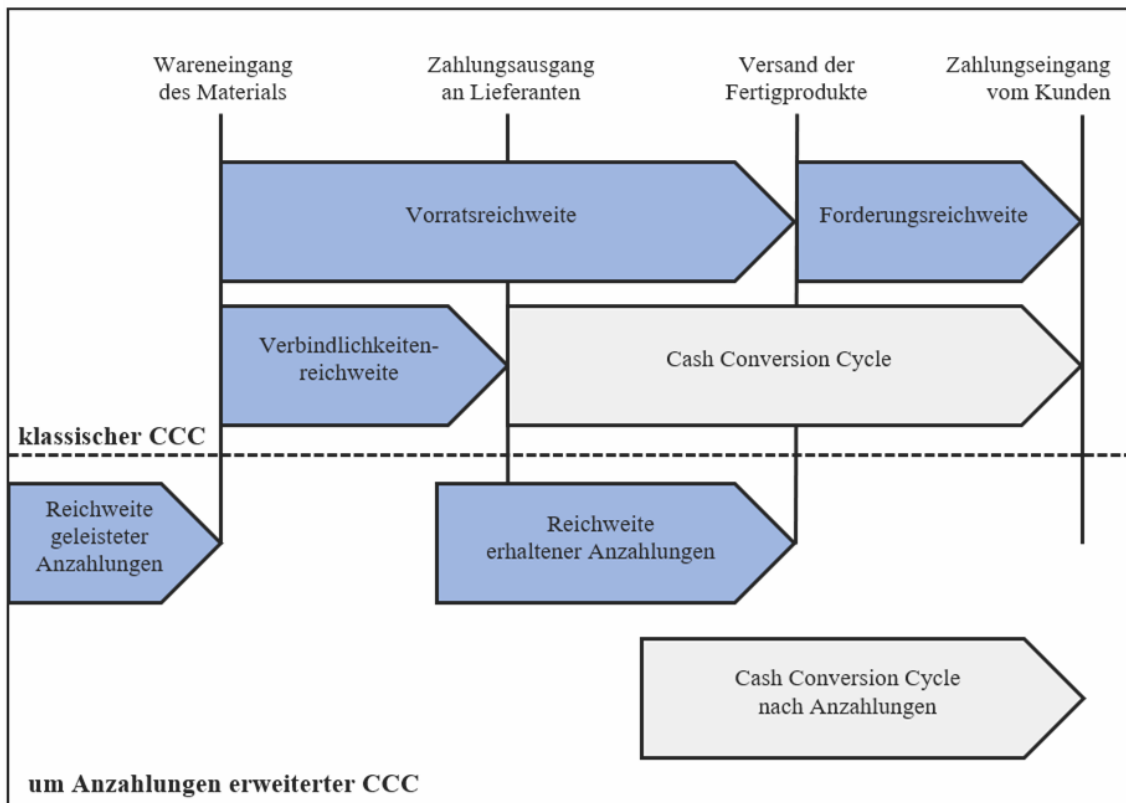 Wareneingang
des Materials
Zahlungsausgang
an Lieferanten
Versand der
Fertigprodukte
Zahlungseingang
vom Kunden
Vorratsreichweite
Forderungsreichweite
Verbindlichkeiten-
reichweite
Cash Conversion Cycle
klassischer CCC
Reichweite
geleisteter
Anzahlungen
Reichweite
erhaltener Anzahlungen
Cash Conversion Cycle
nach Anzahlungen
um Anzahlungen erweiterter CCC